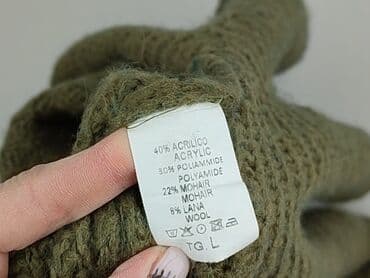 40% ACRILICO
ACRYLIC
30% POLIAMMIDE
POLYAMIDE
22% MOHAIR
MOHAIR
8% LANA
WOOL
TG. L